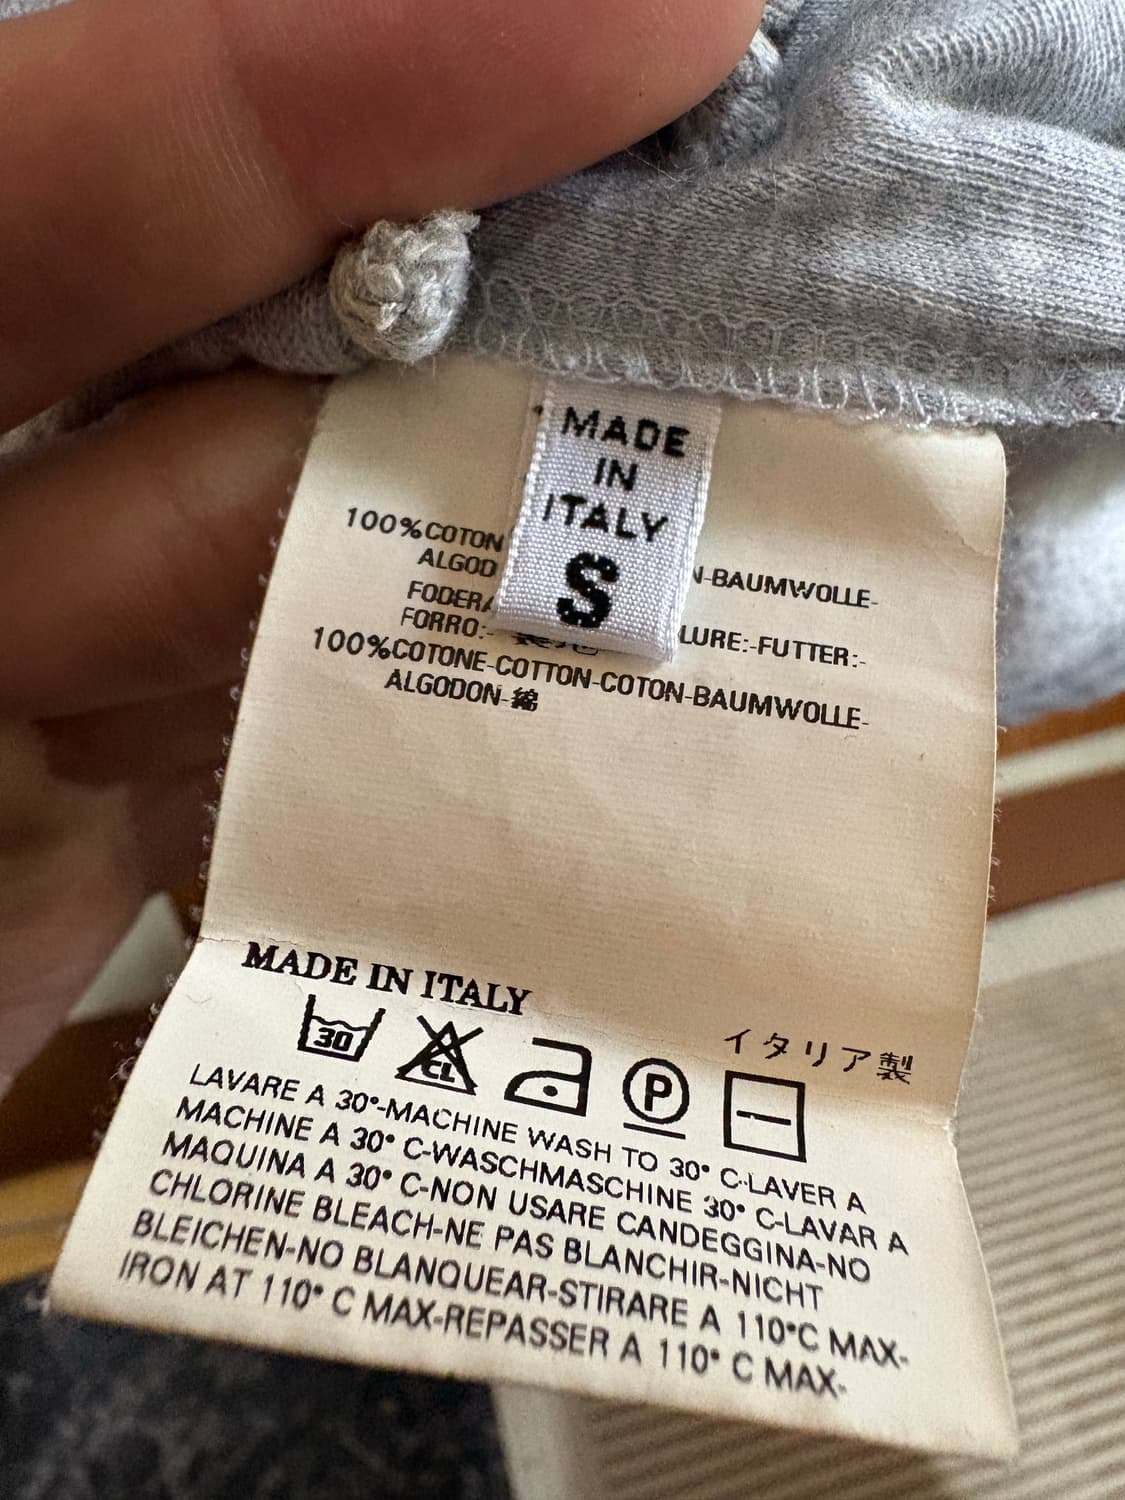 MADE
IN
ITALY
S
100%COTON
N-BAUMWOLLE-
ALGOD
FODERA
LURE:-FUTTER:-
FORRO:-
100%COTONE-COTTON-COTON-BAUMWOLLE-
ALGODON-綿
MADE IN ITALY
イタリア製
30
CL
P
LAVARE A 30°-MACHINE WASH TO 30° C-LAVER A
MACHINE A 30° C-WASCHMASCHINE 30° C-LAVAR A
MAQUINA A 30° C-NON USARE CANDEGGINA-NO
CHLORINE BLEACH-NE PAS BLANCHIR-NICHT
BLEICHEN-NO BLANQUEAR-STIRARE A 110°C MAX-
IRON AT 110° C MAX-REPASSER A 110° C MAX-